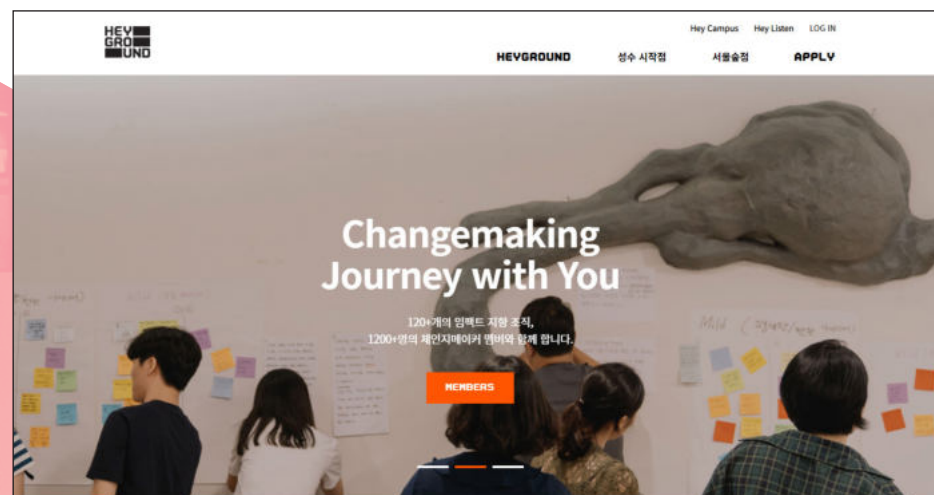 HEY
GRO
UND
Hey Campus Hey Listen LOG IN
HEYGROUND 성수 시작점 서울숲점 APPLY
Changemaking
Journey with You
120+개의 임팩트 지향 조직,
1200+명의 체인지메이커 멤버와 함께 합니다.
MEMBERS
Mild